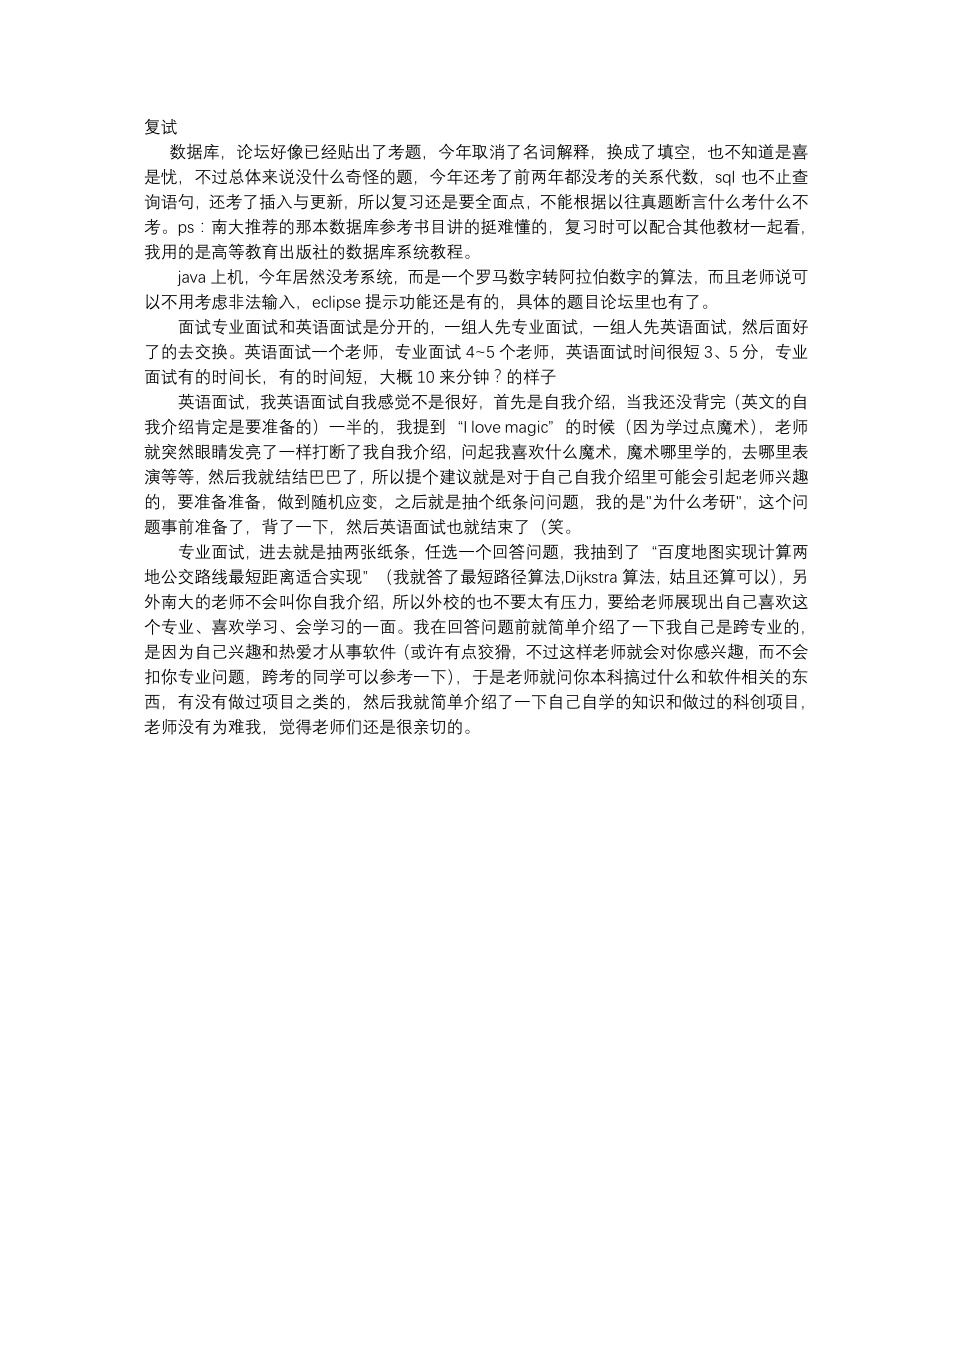 复试
数据库，论坛好像已经贴出了考题，今年取消了名词解释，换成了填空，也不知道是喜
是忧，不过总体来说没什么奇怪的题，今年还考了前两年都没考的关系代数，sql 也不止查
询语句，还考了插入与更新，所以复习还是要全面点，不能根据以往真题断言什么考什么不
考。ps：南大推荐的那本数据库参考书目讲的挺难懂的，复习时可以配合其他教材一起看，
我用的是高等教育出版社的数据库系统教程。
java 上机，今年居然没考系统，而是一个罗马数字转阿拉伯数字的算法，而且老师说可
以不用考虑非法输入，eclipse 提示功能还是有的，具体的题目论坛里也有了。
面试专业面试和英语面试是分开的，一组人先专业面试，一组人先英语面试，然后面好
了的去交换。英语面试一个老师，专业面试 4~5 个老师，英语面试时间很短 3、5 分，专业
面试有的时间长，有的时间短，大概 10 来分钟？的样子
英语面试，我英语面试自我感觉不是很好，首先是自我介绍，当我还没背完（英文的自
我介绍肯定是要准备的）一半的，我提到“I love magic”的时候（因为学过点魔术），老师
就突然眼睛发亮了一样打断了我自我介绍，问起我喜欢什么魔术，魔术哪里学的，去哪里表
演等等，然后我就结结巴巴了，所以提个建议就是对于自己自我介绍里可能会引起老师兴趣
的，要准备准备，做到随机应变，之后就是抽个纸条问问题，我的是"为什么考研"，这个问
题事前准备了，背了一下，然后英语面试也就结束了（笑。
专业面试，进去就是抽两张纸条，任选一个回答问题，我抽到了“百度地图实现计算两
地公交路线最短距离适合实现”（我就答了最短路径算法,Dijkstra 算法，姑且还算可以），另
外南大的老师不会叫你自我介绍，所以外校的也不要太有压力，要给老师展现出自己喜欢这
个专业、喜欢学习、会学习的一面。我在回答问题前就简单介绍了一下我自己是跨专业的，
是因为自己兴趣和热爱才从事软件（或许有点狡猾，不过这样老师就会对你感兴趣，而不会
扣你专业问题，跨考的同学可以参考一下），于是老师就问你本科搞过什么和软件相关的东
西，有没有做过项目之类的，然后我就简单介绍了一下自己自学的知识和做过的科创项目，
老师没有为难我，觉得老师们还是很亲切的。